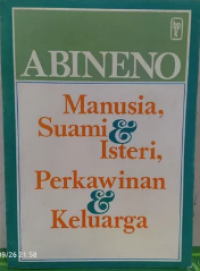 ABINENO
Manusia,
Suami &
Isteri,
Perkawinan
&
Keluarga